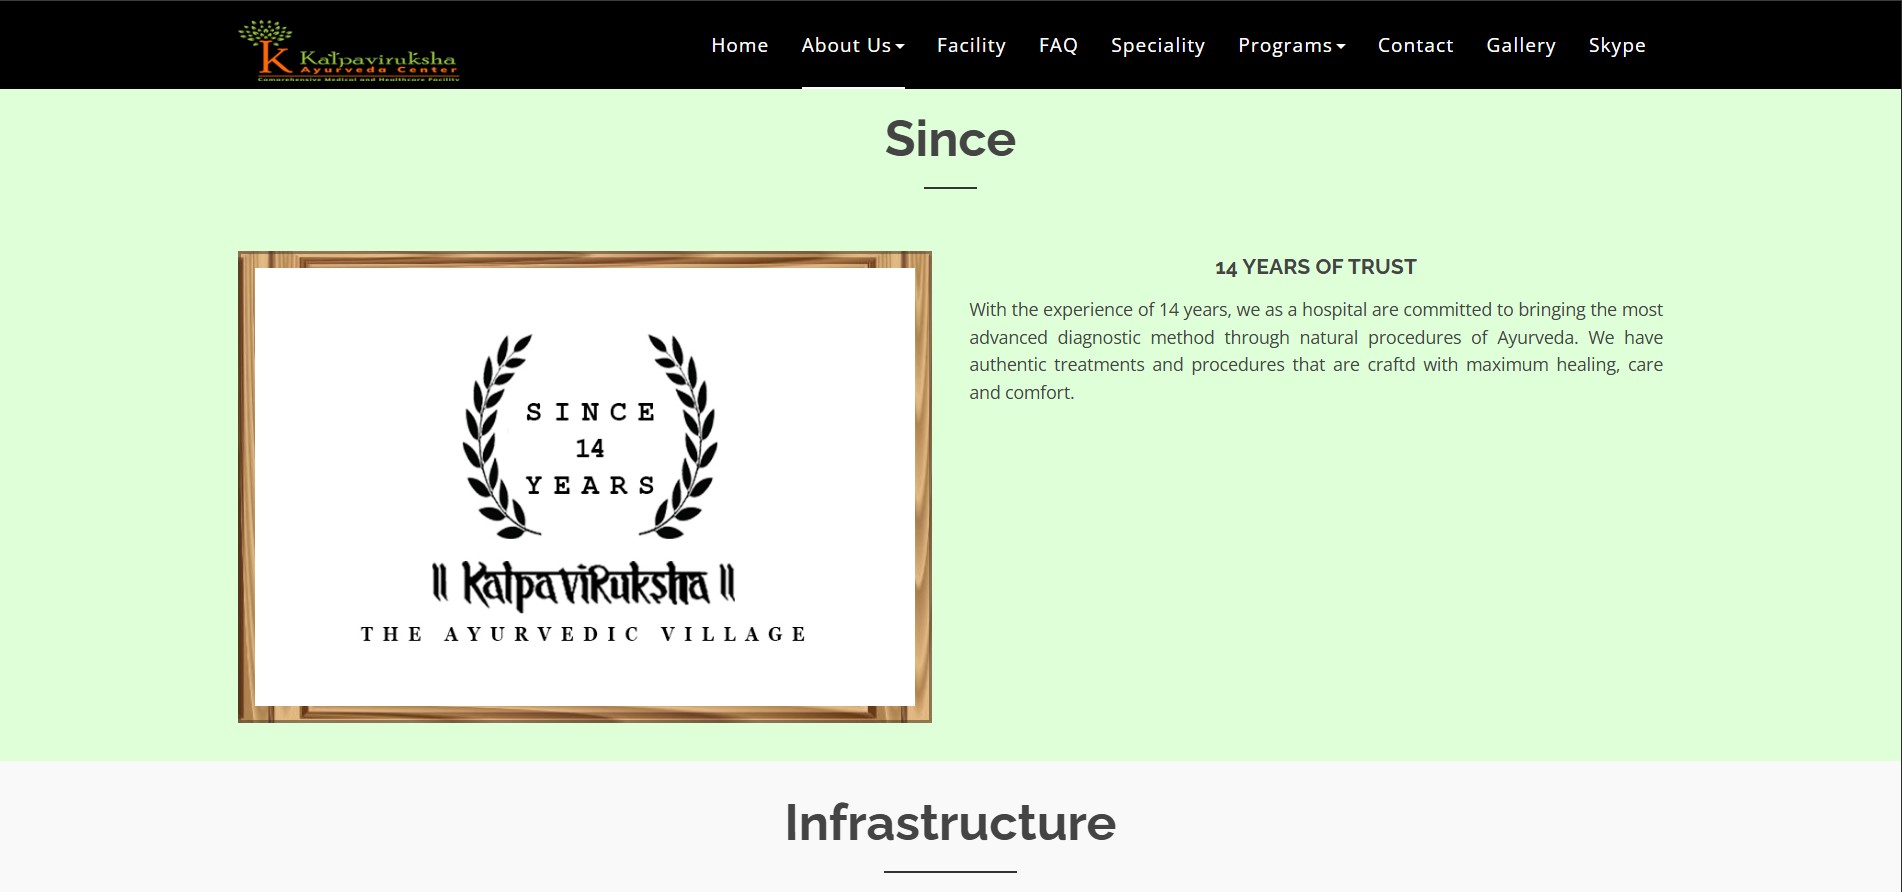 Kalpaviruksha
Ayurveda Center
Comprehensive Medical and Healthcare Facility
Home About Us Facility FAQ Speciality Programs Contact Gallery Skype
Since
SINCE
14
YEARS
॥ Kalpaviruksha ॥
THE AYURVEDIC VILLAGE
14 YEARS OF TRUST
With the experience of 14 years, we as a hospital are committed to bringing the most
advanced diagnostic method through natural procedures of Ayurveda. We have
authentic treatments and procedures that are craftd with maximum healing, care
and comfort.
Infrastructure